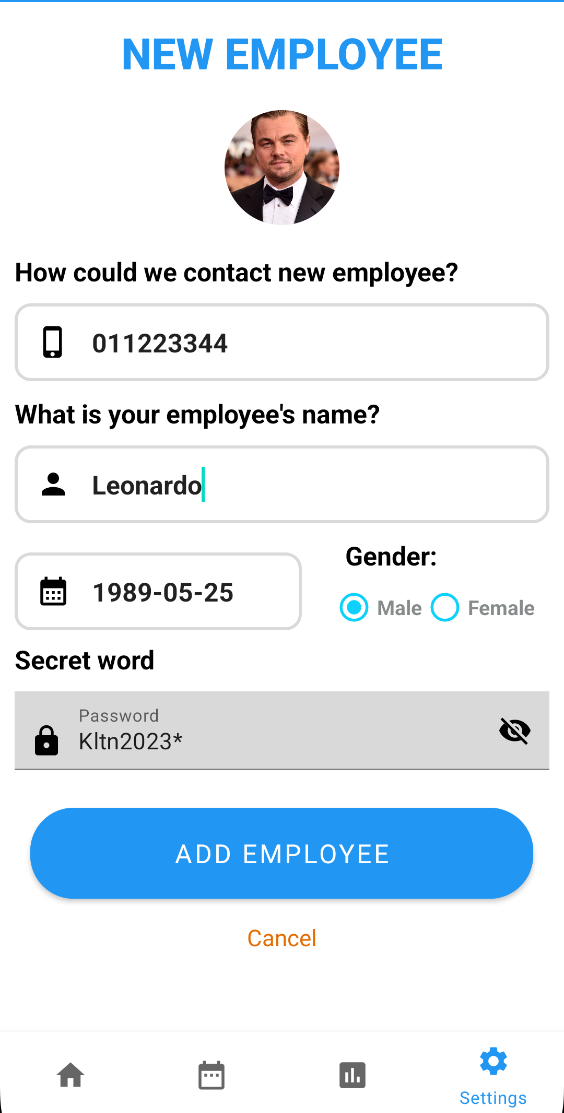 NEW EMPLOYEE
How could we contact new employee?
011223344
What is your employee's name?
Leonardo
Gender:
1989-05-25
Male Female
Secret word
Password
Kltn2023*
ADD EMPLOYEE
Cancel
Settings